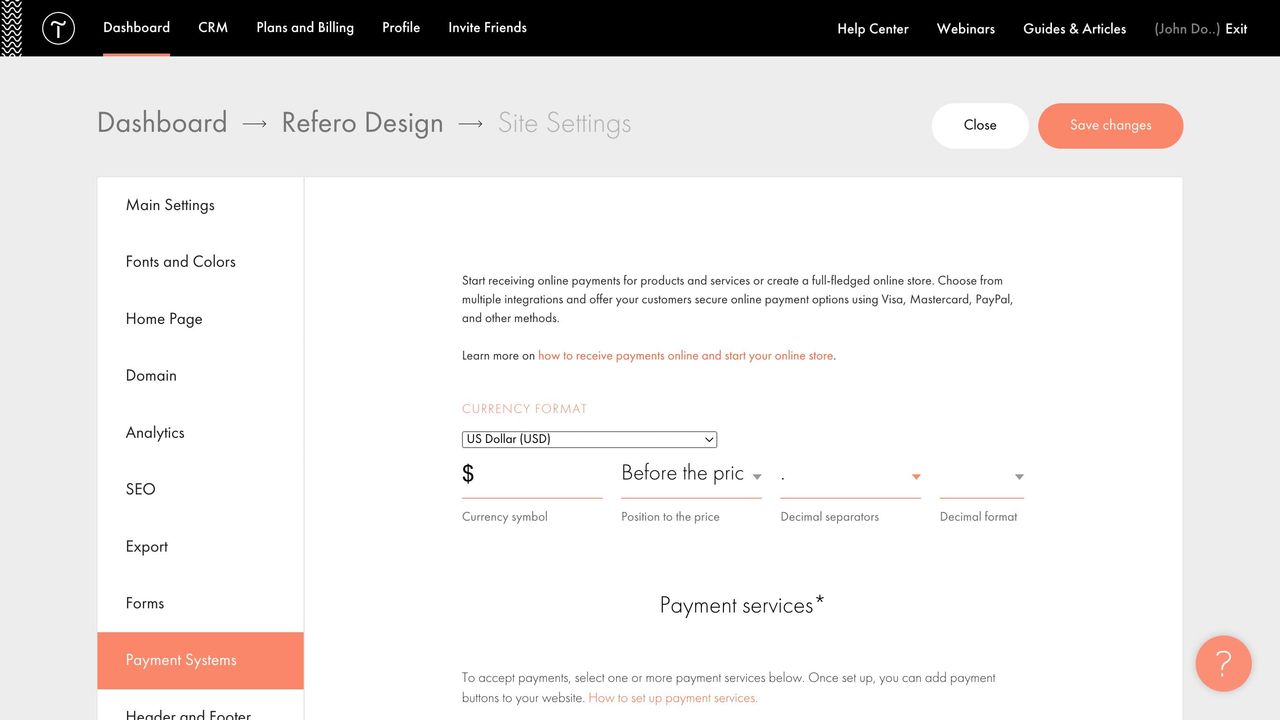 Dashboard CRM Plans and Billing Profile Invite Friends Help Center Webinars Guides & Articles (John Do..) Exit
Dashboard → Refero Design → Site Settings
Close
Save changes
Main Settings
Fonts and Colors
Home Page
Domain
Analytics
SEO
Export
Forms
Payment Systems
Header and Footer
Start receiving online payments for products and services or create a full-fledged online store. Choose from
multiple integrations and offer your customers secure online payment options using Visa, Mastercard, PayPal,
and other methods.
Learn more on how to receive payments online and start your online store.
CURRENCY FORMAT
US Dollar (USD)
$ Before the pric .
Currency symbol Position to the price Decimal separators Decimal format
Payment services*
To accept payments, select one or more payment services below. Once set up, you can add payment
buttons to your website. How to set up payment services.
?